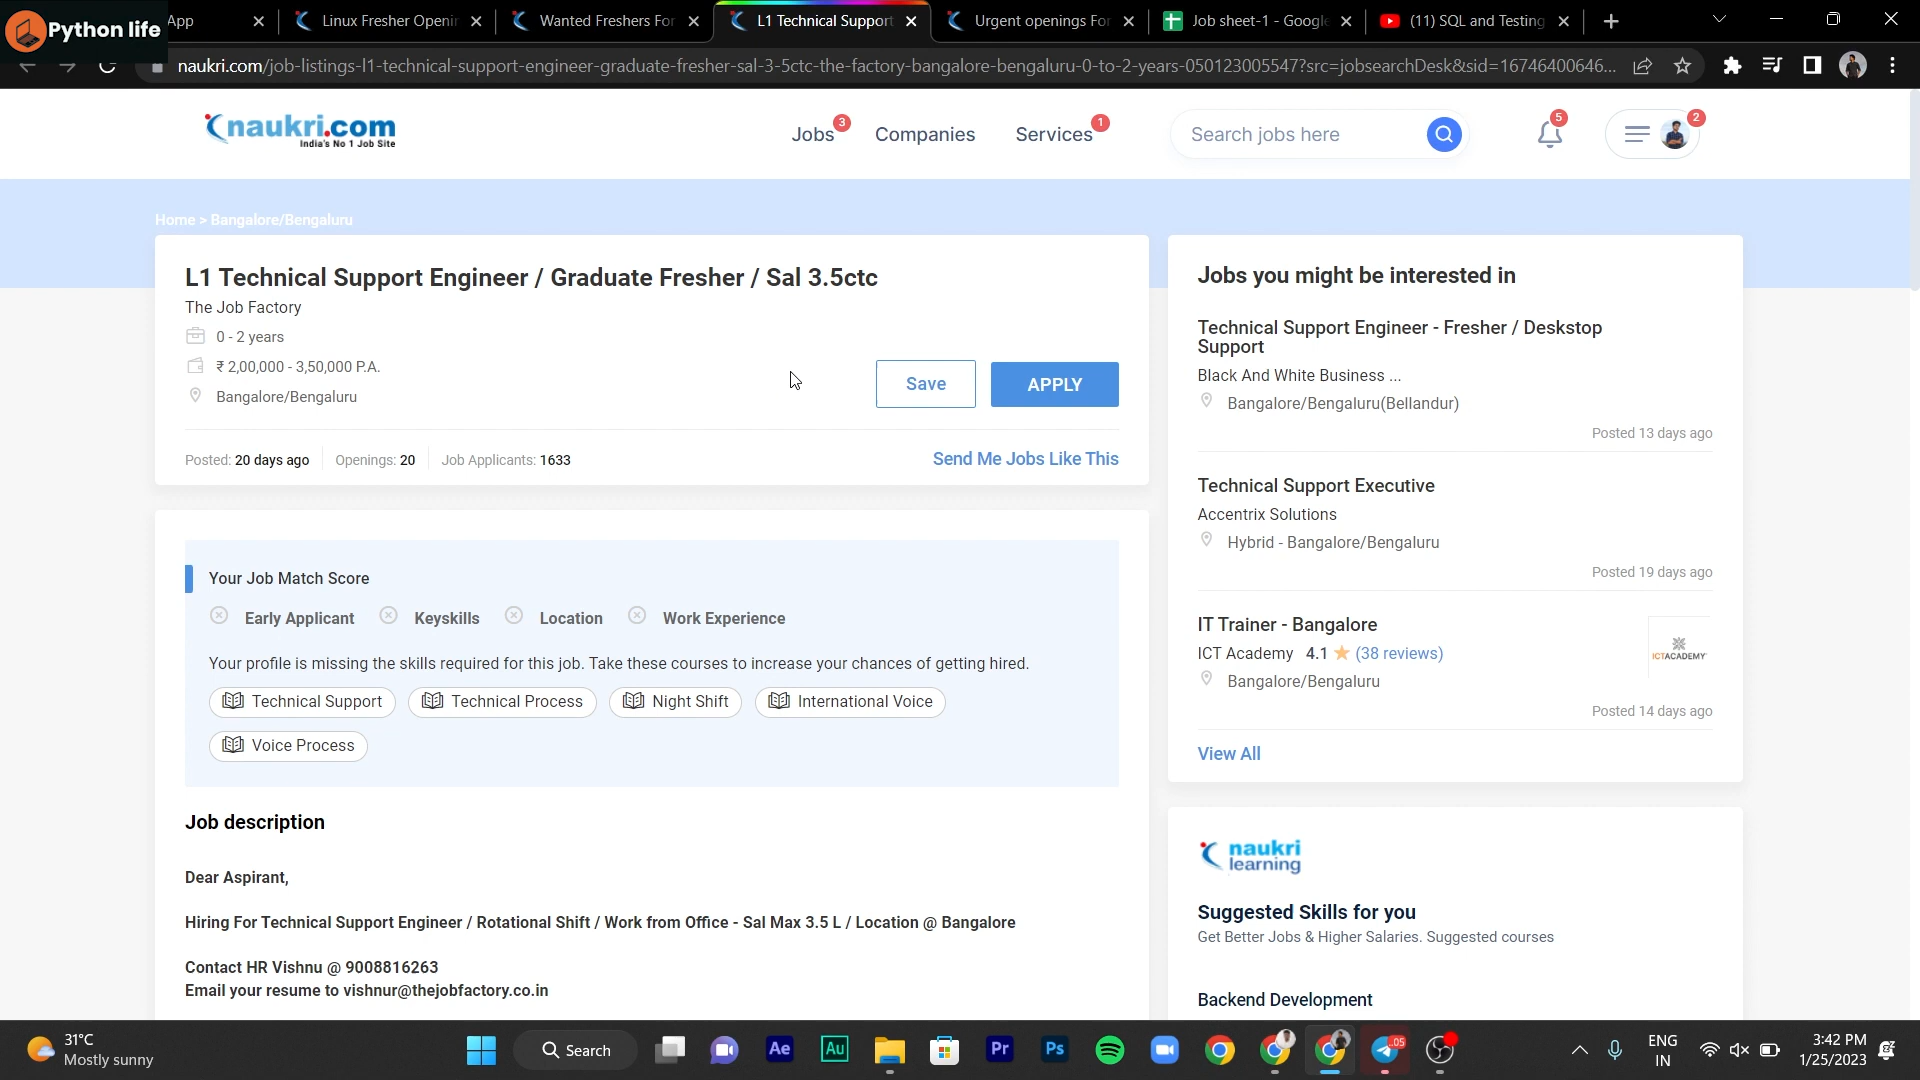 Python life
App
Linux Fresher Openin
Wanted Freshers For
L1 Technical Support
Urgent openings For
Job sheet-1 - Google
(11) SQL and Testing
naukri.com/job-listings-l1-technical-support-engineer-graduate-fresher-sal-3-5ctc-the-factory-bangalore-bengaluru-0-to-2-years-050123005547?src=jobsearchDesk&sid=16746400646...
naukri.com
India's No 1 Job Site
Jobs 3
Companies
Services 1
Search jobs here
5
2
Home > Bangalore/Bengaluru
L1 Technical Support Engineer / Graduate Fresher / Sal 3.5ctc
The Job Factory
0 - 2 years
₹ 2,00,000 - 3,50,000 P.A.
Bangalore/Bengaluru
Save
APPLY
Posted: 20 days ago
Openings: 20
Job Applicants: 1633
Send Me Jobs Like This
Your Job Match Score
Early Applicant
Keyskills
Location
Work Experience
Your profile is missing the skills required for this job. Take these courses to increase your chances of getting hired.
Technical Support
Technical Process
Night Shift
International Voice
Voice Process
Job description
Dear Aspirant,
Hiring For Technical Support Engineer / Rotational Shift / Work from Office - Sal Max 3.5 L / Location @ Bangalore
Contact HR Vishnu @ 9008816263
Email your resume to vishnur@thejobfactory.co.in
Jobs you might be interested in
Technical Support Engineer - Fresher / Deskstop
Support
Black And White Business ...
Bangalore/Bengaluru(Bellandur)
Posted 13 days ago
Technical Support Executive
Accentrix Solutions
Hybrid - Bangalore/Bengaluru
Posted 19 days ago
IT Trainer - Bangalore
ICT Academy 4.1 (38 reviews)
ICTACADEMY
Bangalore/Bengaluru
Posted 14 days ago
View All
naukri
learning
Suggested Skills for you
Get Better Jobs & Higher Salaries. Suggested courses
Backend Development
31°C
Mostly sunny
Search
Ae
Au
Pr
Ps
.05
ENG
IN
3:42 PM
1/25/2023